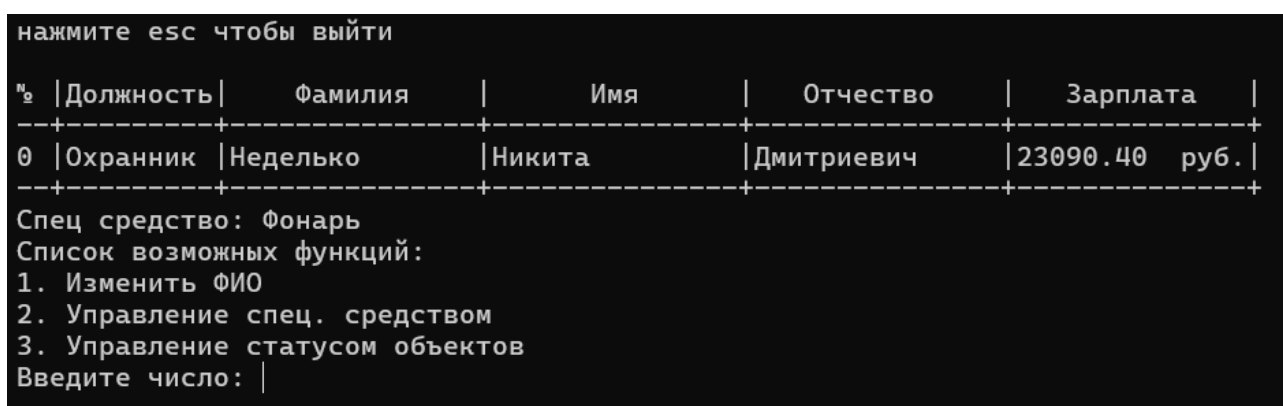 нажмите esc чтобы выйти
№ |Должность|    Фамилия    |      Имя      |   Отчество    |   Зарплата   |
--+---------+---------------+---------------+---------------+--------------+
0 |Охранник |Неделько       |Никита         |Дмитриевич     |23090.40  руб.|
--+---------+---------------+---------------+---------------+--------------+
Спец средство: Фонарь
Список возможных функций:
1. Изменить ФИО
2. Управление спец. средством
3. Управление статусом объектов
Введите число: